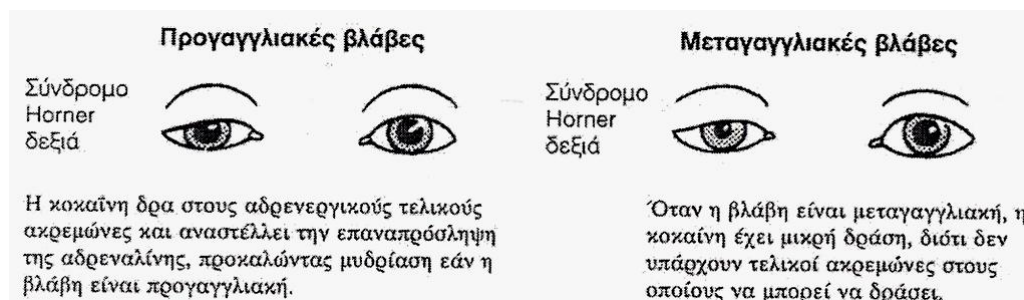 Προγαγγλιακές βλάβες
Σύνδρομο
Horner
δεξιά
Η κοκαΐνη δρα στους αδρενεργικούς τελικούς
ακρεμώνες και αναστέλλει την επαναπρόσληψη
της αδρεναλίνης, προκαλώντας μυδρίαση εάν η
βλάβη είναι προγαγγλιακή.
Μεταγαγγλιακές βλάβες
Σύνδρομο
Horner
δεξιά
Όταν η βλάβη είναι μεταγαγγλιακή, η
κοκαΐνη έχει μικρή δράση, διότι δεν
υπάρχουν τελικοί ακρεμώνες στους
οποίους να μπορεί να δράσει.